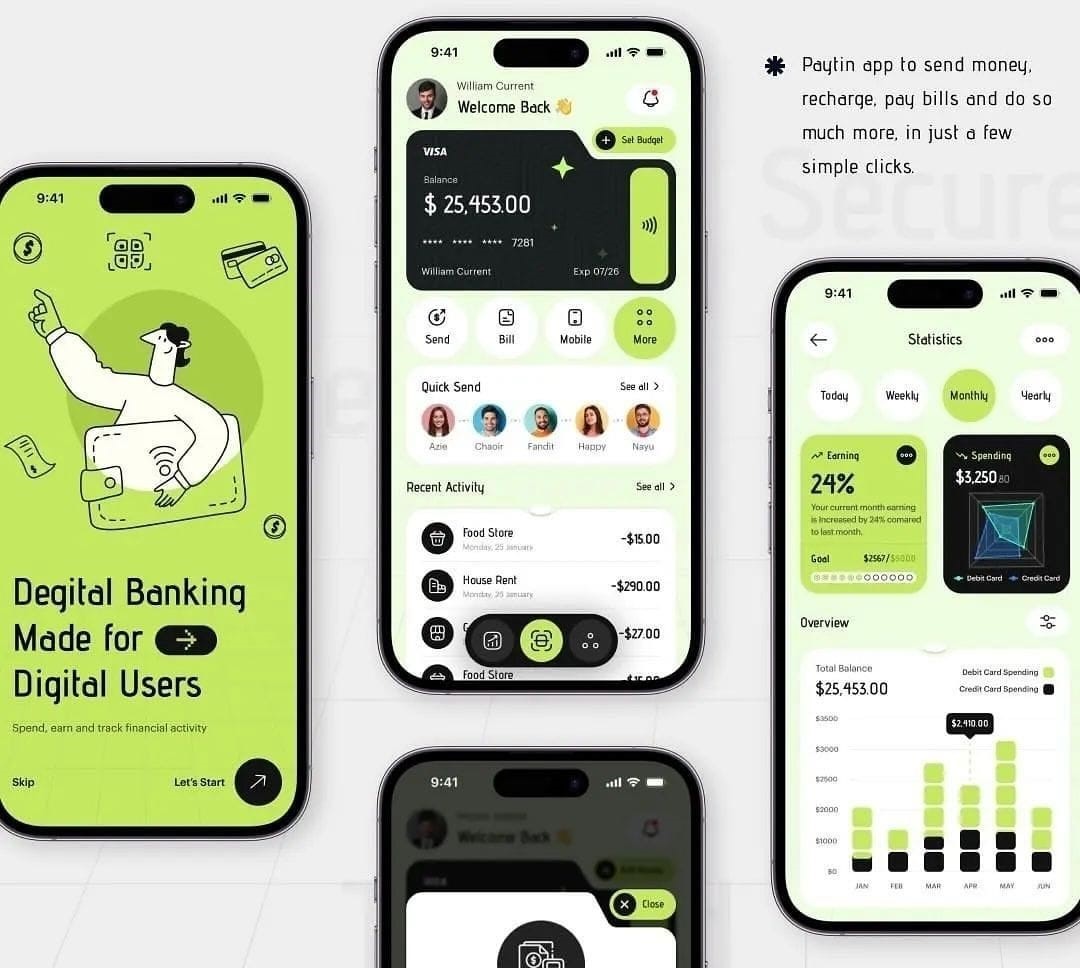 Paytin app to send money,
recharge, pay bills and do so
much more, in just a few
simple clicks.
Secure
9:41
Degital Banking
Made for
Digital Users
Spend, earn and track financial activity
Skip
Let's Start
9:41
William Current
Welcome Back 👋
Set Budget
VISA
Balance
$ 25,453.00
**** **** **** 7281
William Current
Exp 07/26
Send
Bill
Mobile
More
Quick Send
See all >
Azie
Chaoir
Fandit
Happy
Nayu
Recent Activity
See all >
Food Store
Monday, 25 January
-$15.00
House Rent
Monday, 25 January
-$290.00
-$27.00
Food Store
9:41
Welcome Back 👋
VISA
Close
9:41
Statistics
Today
Weekly
Monthly
Yearly
Earning
24%
Your current month earning
is Increased by 24% comared
to last month.
Goal
$2567/$5000
Spending
$3,250.80
Debit Card
Credit Card
Overview
Total Balance
$25,453.00
Debit Card Spending
Credit Card Spending
$2,410.00
$3500
$3000
$2500
$2000
$1000
$0
JAN
FEB
MAR
APR
MAY
JUN